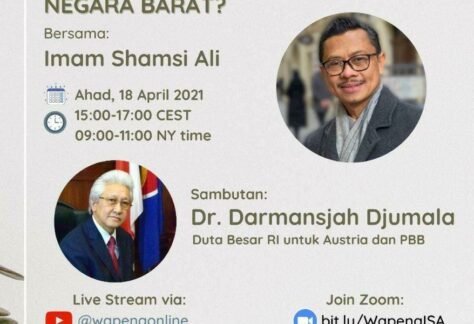 NEGARA BARAT?
Bersama:
Imam Shamsi Ali
Ahad, 18 April 2021
15:00-17:00 CEST
09:00-11:00 NY time
Sambutan:
Dr. Darmansjah Djumala
Duta Besar RI untuk Austria dan PBB
Live Stream via:
@wapenaonline
Join Zoom:
bit.ly/WapenaISA